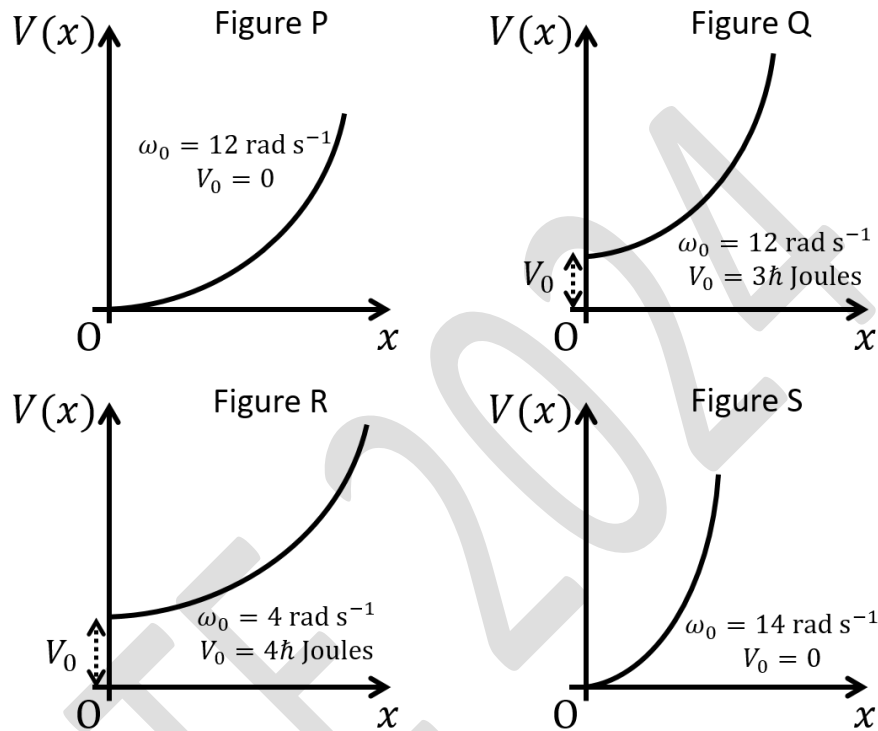 Figure P
V(x)
ω₀ = 12 rad s⁻¹
V₀ = 0
O
x
Figure Q
V(x)
ω₀ = 12 rad s⁻¹
V₀ = 3ℏ Joules
V₀
O
x
Figure R
V(x)
ω₀ = 4 rad s⁻¹
V₀ = 4ℏ Joules
V₀
O
x
Figure S
V(x)
ω₀ = 14 rad s⁻¹
V₀ = 0
O
x
2024